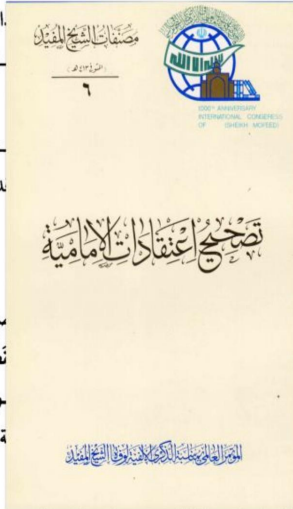 مصنفات الشيخ المفيد
(المتوفى ٤١٣ هـ)
٦
1000th ANNIVERSARY
INTERNATIONAL CONGRESS
OF (SHEIKH MOFEED)
تصحيح اعتقادات الإمامية
المؤتمر العالمي بمناسبة الذكرى الألفية لوفاة الشيخ المفيد